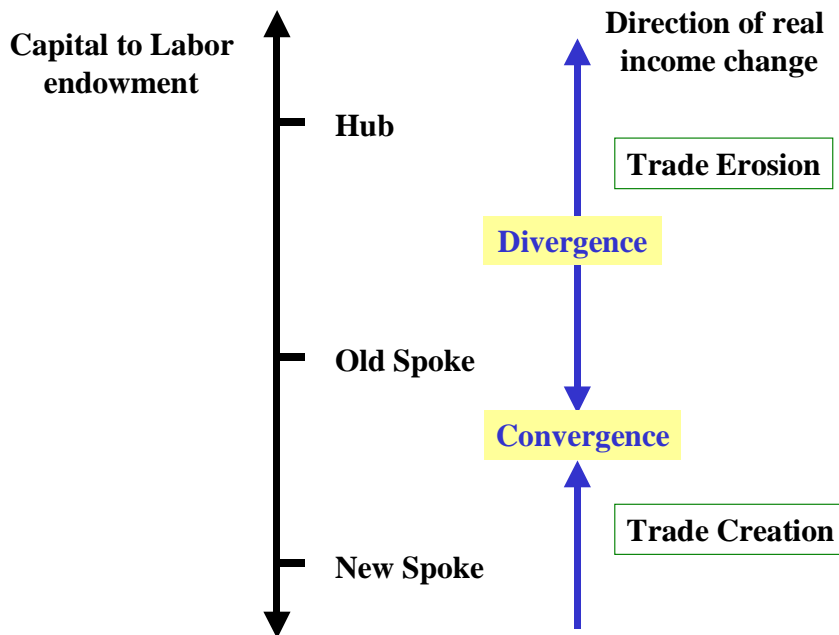 Capital to Labor
endowment
Direction of real
income change
Hub
Trade Erosion
Divergence
Old Spoke
Convergence
Trade Creation
New Spoke